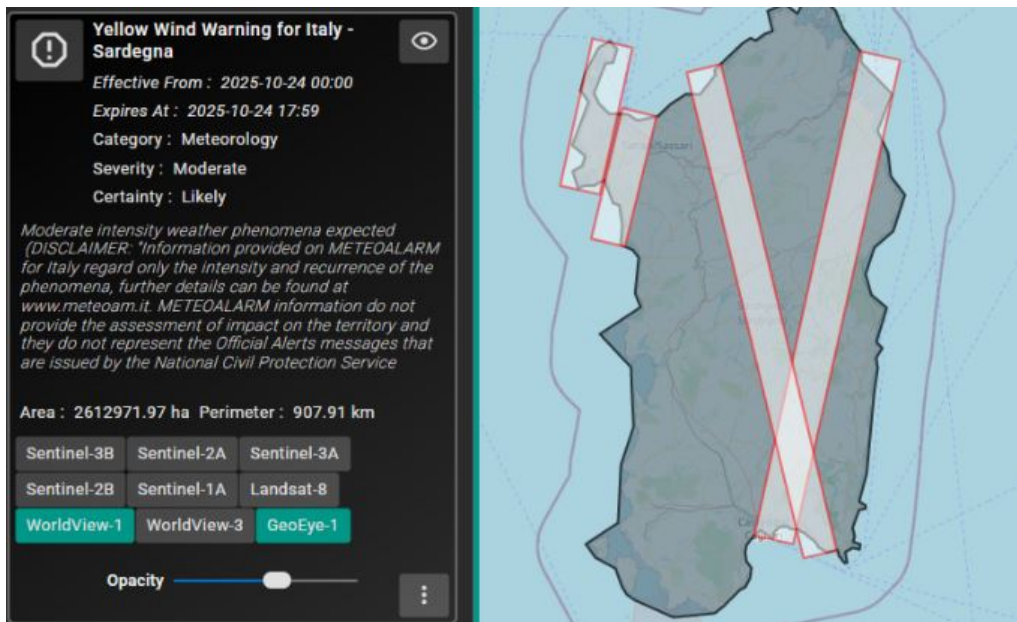 Yellow Wind Warning for Italy -
Sardegna
Effective From : 2025-10-24 00:00
Expires At : 2025-10-24 17:59
Category : Meteorology
Severity : Moderate
Certainty : Likely
Moderate intensity weather phenomena expected
(DISCLAIMER: "Information provided on METEOALARM
for Italy regard only the intensity and recurrence of the
phenomena, further details can be found at
www.meteoam.it. METEOALARM information do not
provide the assessment of impact on the territory and
they do not represent the Official Alerts messages that
are issued by the National Civil Protection Service
Area : 2612971.97 ha Perimeter : 907.91 km
Sentinel-3B Sentinel-2A Sentinel-3A
Sentinel-2B Sentinel-1A Landsat-8
WorldView-1 WorldView-3 GeoEye-1
Opacity